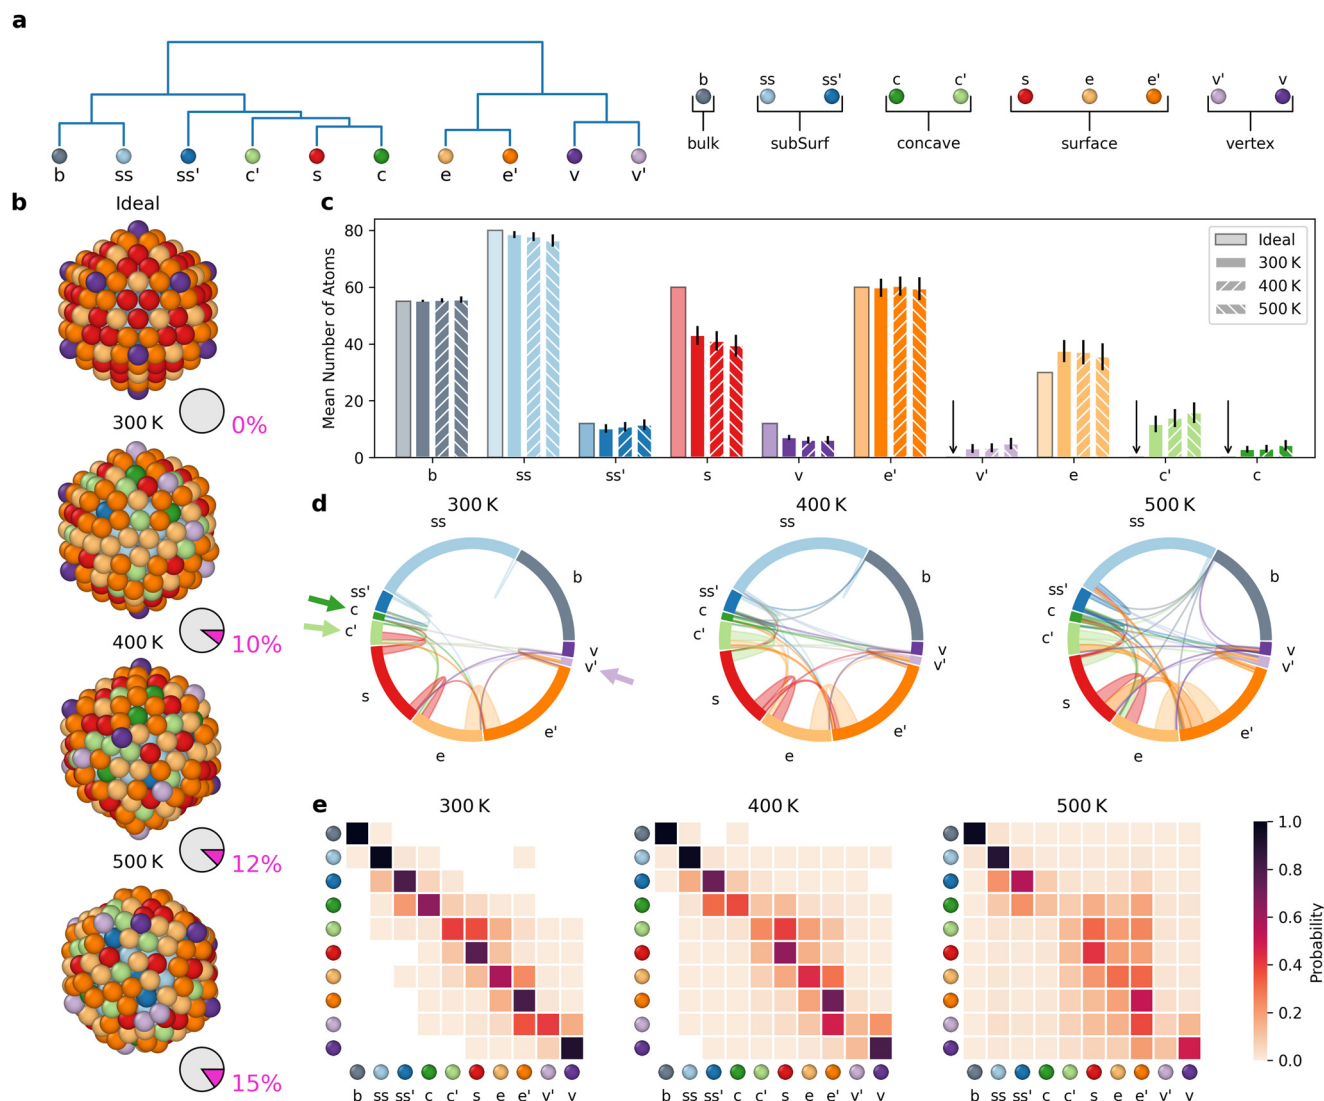 a
b ss ss' c' s c e e' v v'
b ss ss' c c' s e e' v' v
bulk subSurf concave surface vertex
b
Ideal
0%
300 K
10%
400 K
12%
500 K
15%
c
Mean Number of Atoms
80
60
40
20
0
b ss ss' s v e' v' e c' c
Ideal
300 K
400 K
500 K
d
300 K
ss
b
ss'
c
c'
s
e
e'
v
v'
400 K
ss
b
ss'
c
c'
s
e
e'
v
v'
500 K
ss
b
ss'
c
c'
s
e
e'
v
v'
e
300 K
b ss ss' c c' s e e' v' v
400 K
b ss ss' c c' s e e' v' v
500 K
b ss ss' c c' s e e' v' v
1.0
0.8
0.6
0.4
0.2
0.0
Probability